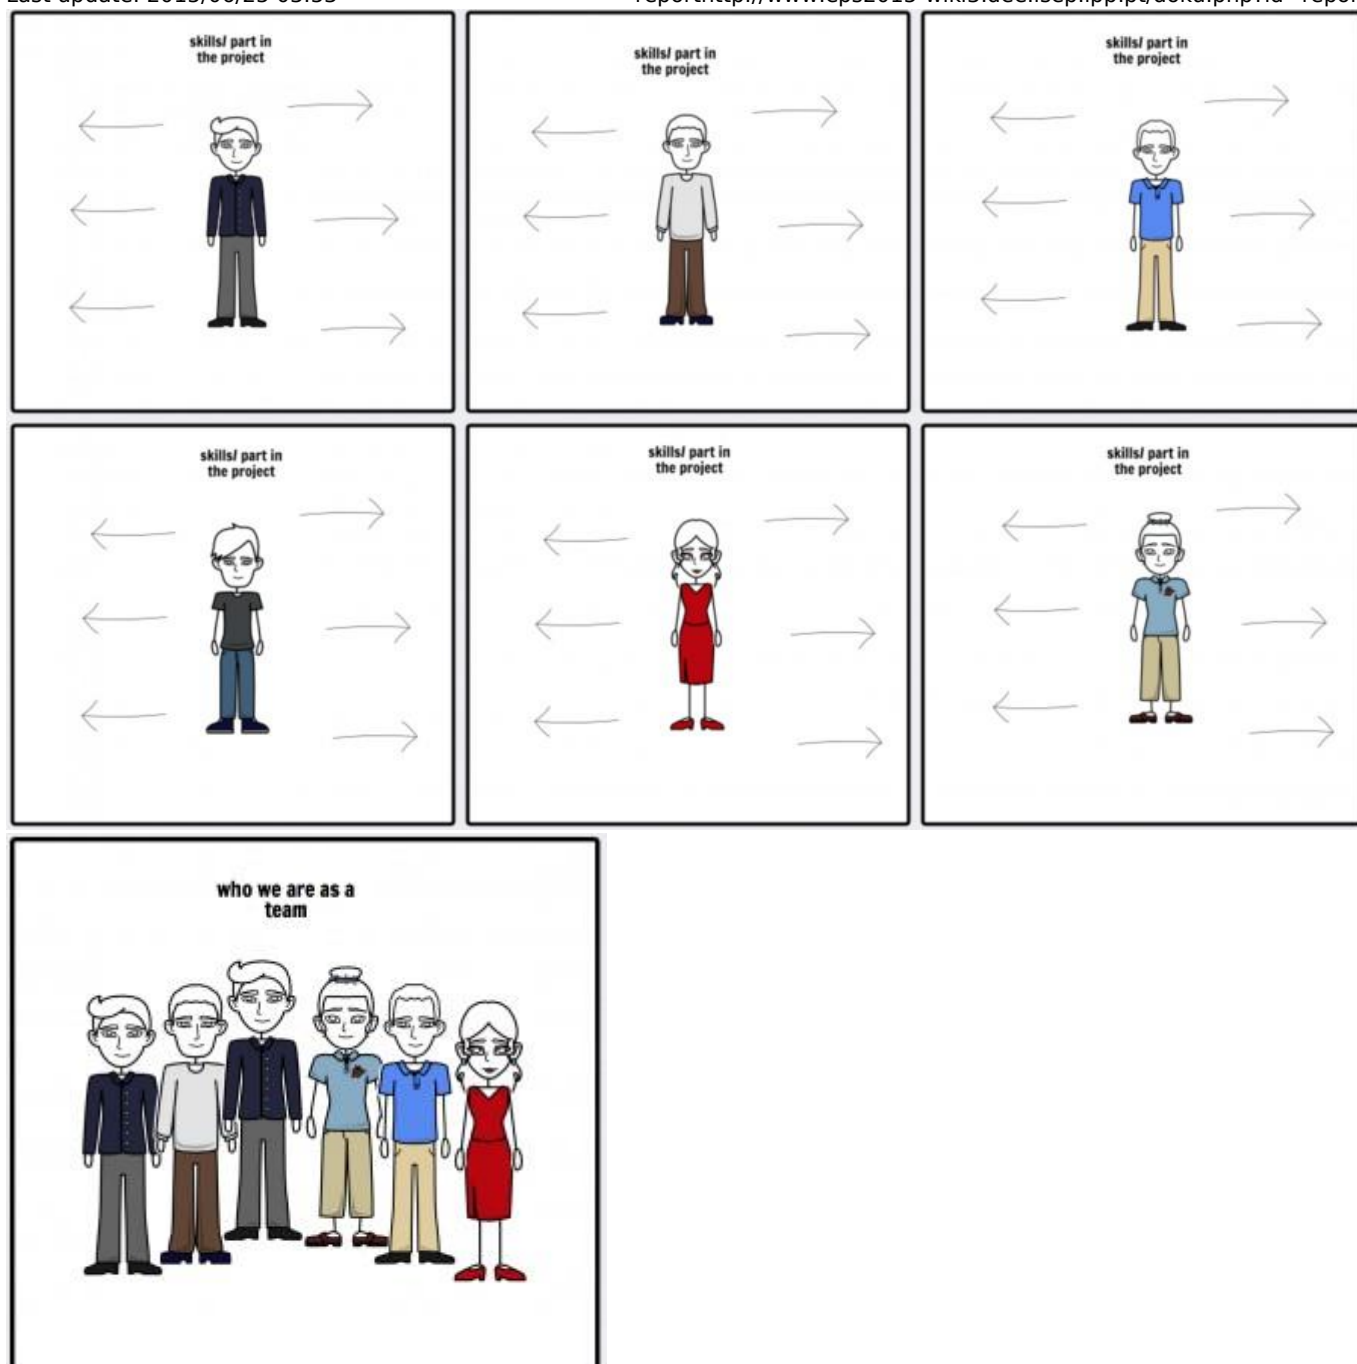 skills/ part in
the project
skills/ part in
the project
skills/ part in
the project
skills/ part in
the project
skills/ part in
the project
skills/ part in
the project
who we are as a
team